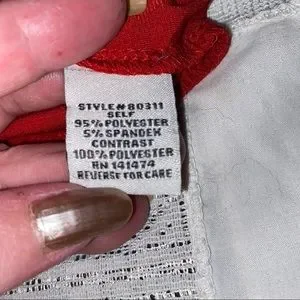 STYLE# 80311
SELF
95% POLYESTER
5% SPANDEX
CONTRAST
100% POLYESTER
RN 141474
REVERSE FOR CARE